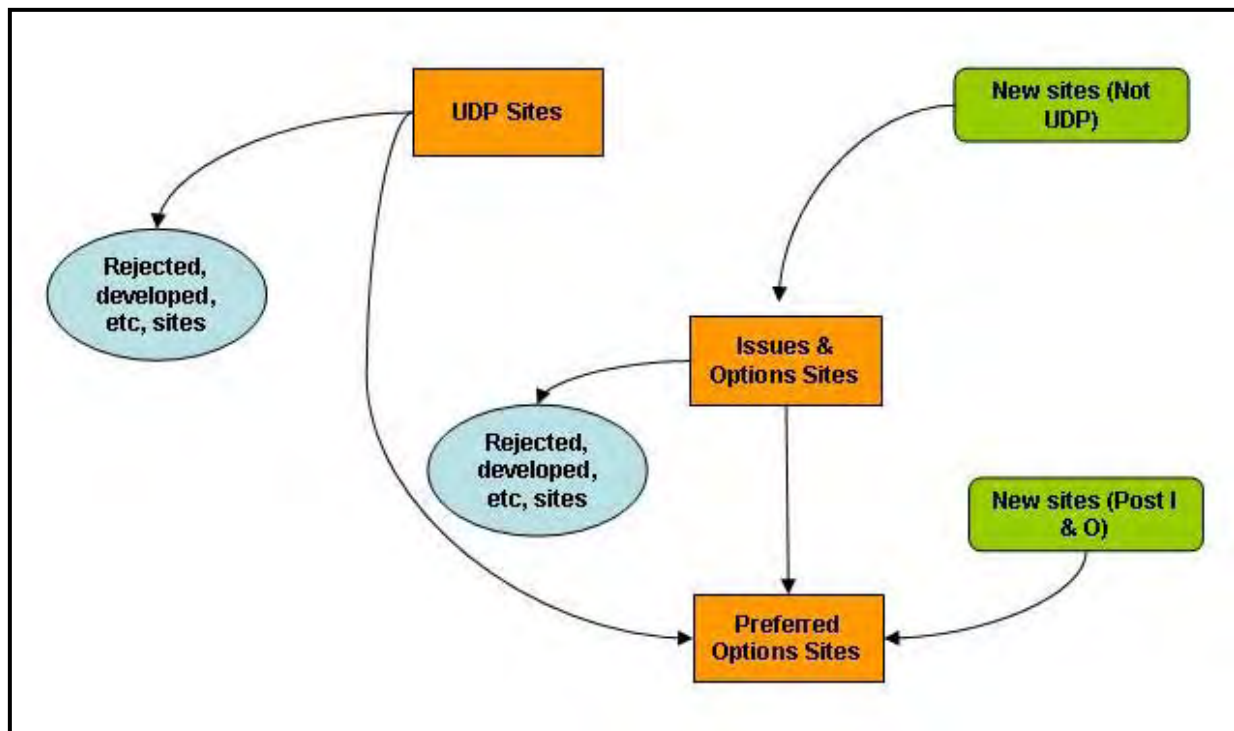 UDP Sites
New sites (Not
UDP)
Rejected,
developed,
etc, sites
Issues &
Options Sites
Rejected,
developed,
etc, sites
New sites (Post I
& O)
Preferred
Options Sites